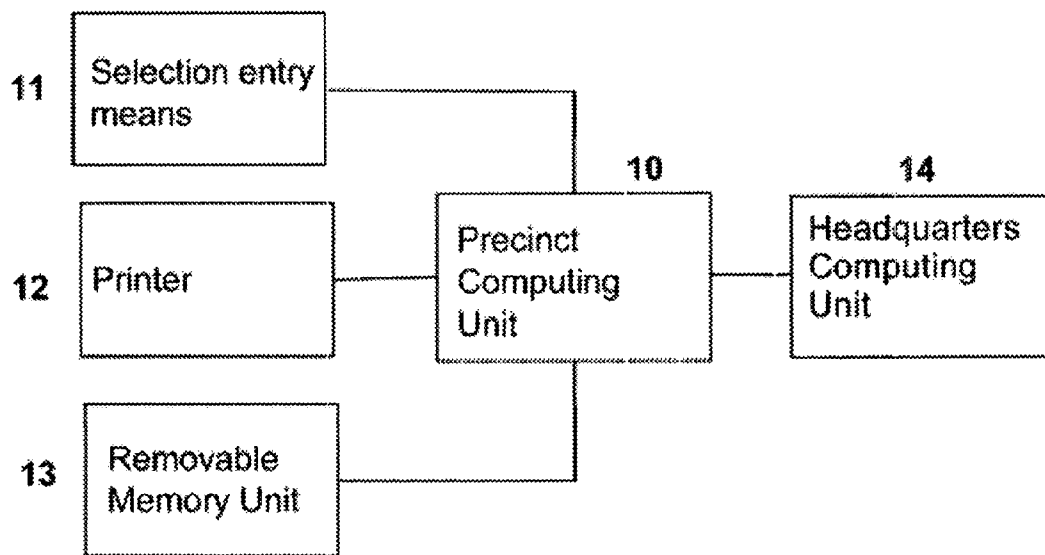 11
Selection entry
means
12
Printer
13
Removable
Memory Unit
10
Precinct
Computing
Unit
14
Headquarters
Computing
Unit